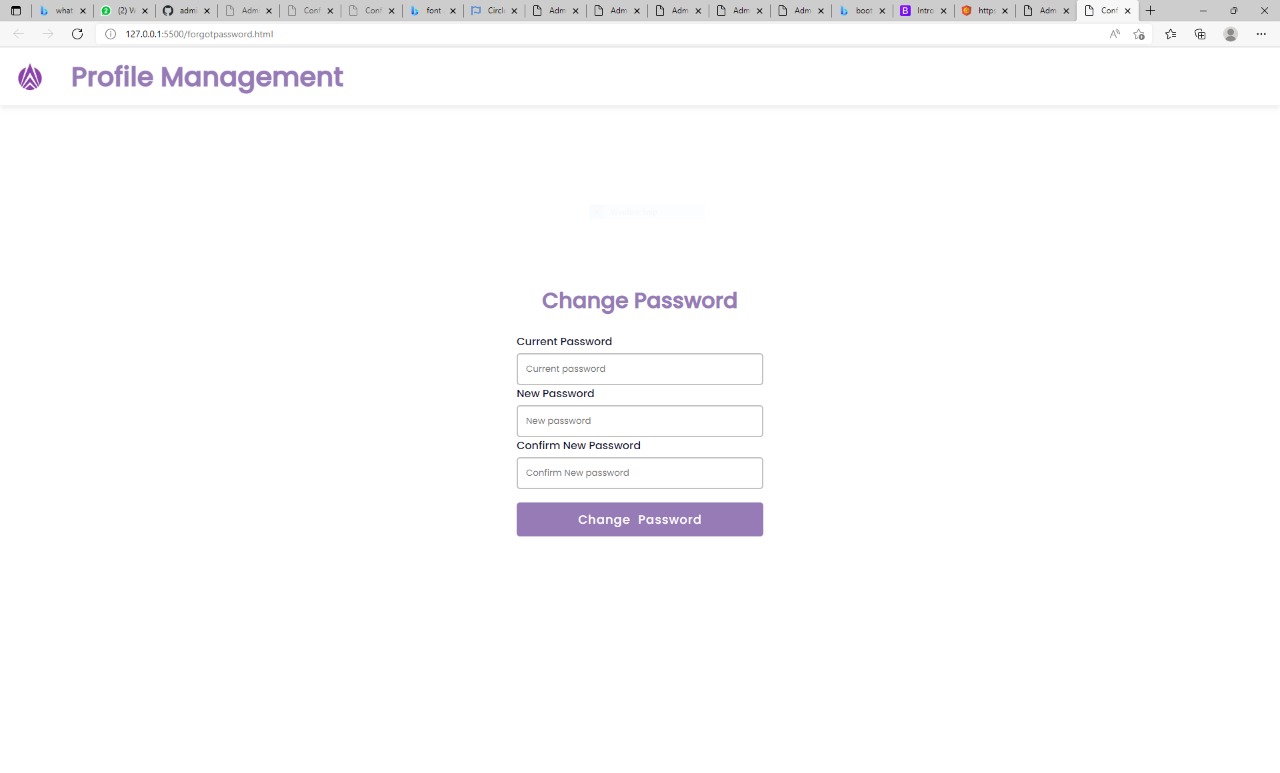 what
(2) W
adm
Adm
Conf
Conf
font
Circl
Adm
Adm
Adm
Adm
Adm
boot
Intro
https
Adm
Conf
127.0.0.1:5500/forgotpassword.html
Profile Management
Change Password
Current Password
Current password
New Password
New password
Confirm New Password
Confirm New password
Change Password